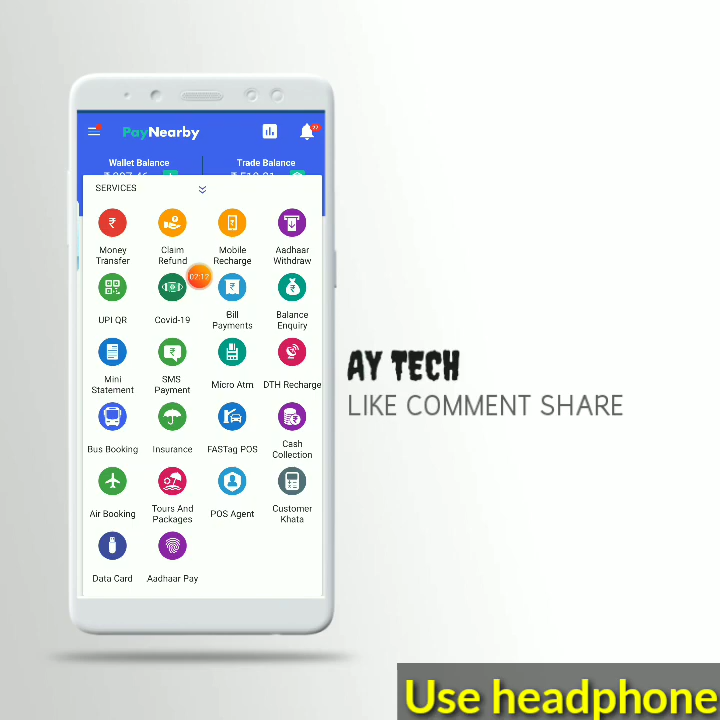 PayNearby
27
Wallet Balance
Trade Balance
SERVICES
Money Transfer
Claim Refund
Mobile Recharge
Aadhaar Withdraw
02:12
UPI QR
Covid-19
Bill Payments
Balance Enquiry
Mini Statement
SMS Payment
Micro Atm
DTH Recharge
Bus Booking
Insurance
FASTag POS
Cash Collection
Air Booking
Tours And Packages
POS Agent
Customer Khata
Data Card
Aadhaar Pay
AY TECH
LIKE COMMENT SHARE
Use headphone